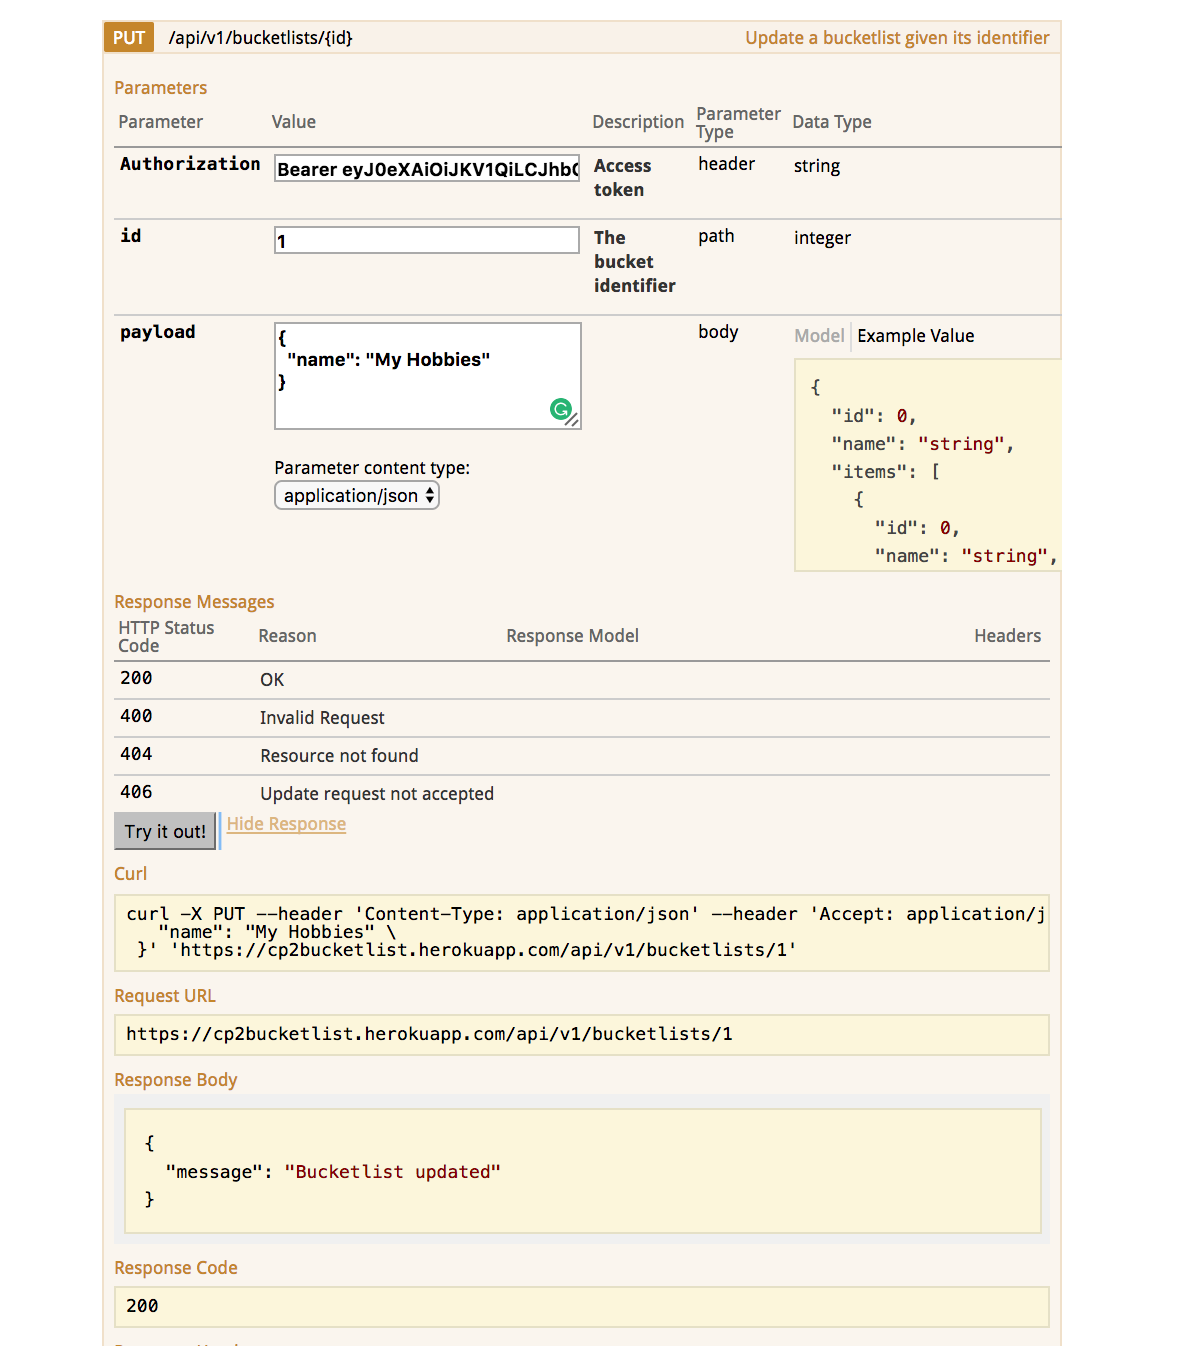 PUT /api/v1/bucketlists/{id} Update a bucketlist given its identifier
Parameters
Parameter Value Description Parameter Type Data Type
Authorization Bearer eyJ0eXAiOiJKV1QiLCJhb Access token header string
id 1 The bucket identifier path integer
payload
{
"name": "My Hobbies"
}
body
Model Example Value
{
"id": 0,
"name": "string",
"items": [
{
"id": 0,
"name": "string",
Parameter content type:
application/json
Response Messages
HTTP Status Code Reason Response Model Headers
200 OK
400 Invalid Request
404 Resource not found
406 Update request not accepted
Try it out! Hide Response
Curl
curl -X PUT --header 'Content-Type: application/json' --header 'Accept: application/j
"name": "My Hobbies" \
}' 'https://cp2bucketlist.herokuapp.com/api/v1/bucketlists/1'
Request URL
https://cp2bucketlist.herokuapp.com/api/v1/bucketlists/1
Response Body
{
"message": "Bucketlist updated"
}
Response Code
200